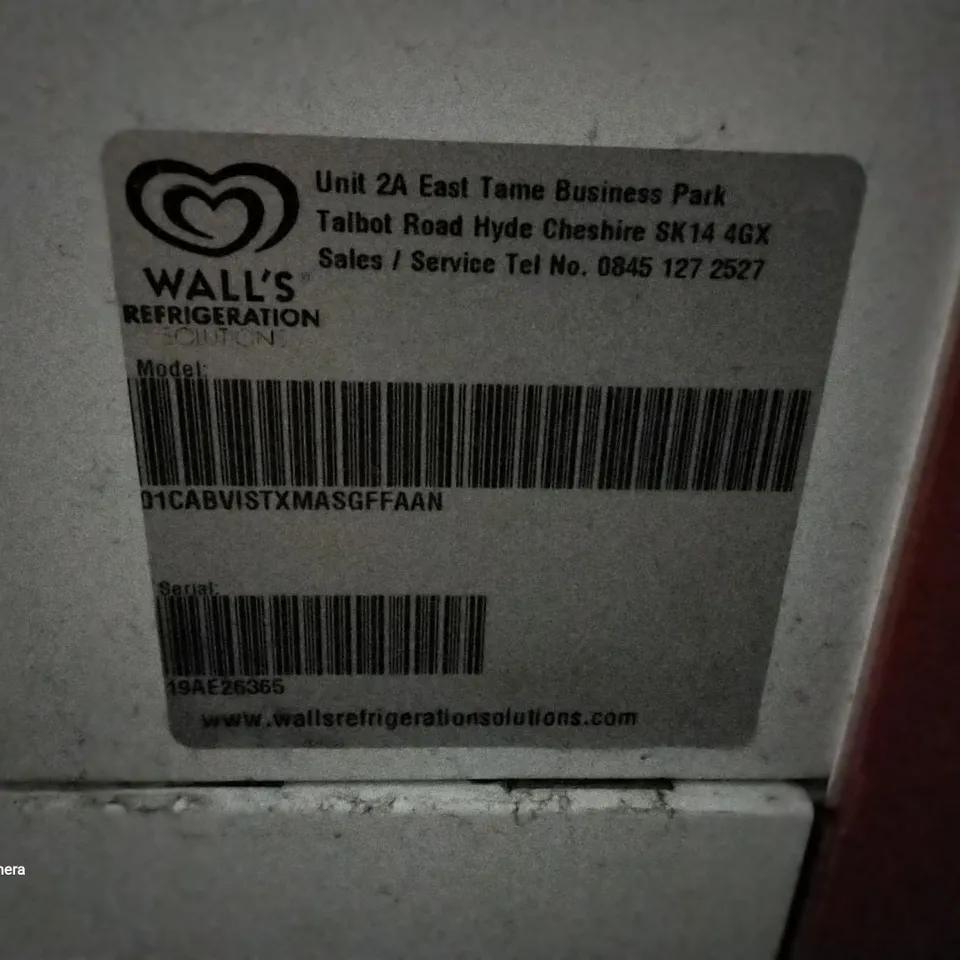 Unit 2A East Tame Business Park
Talbot Road Hyde Cheshire SK14 4GX
Sales / Service Tel No. 0845 127 2527
WALL'S
REFRIGERATION
SOLUTIONS
Model:
01CABVISTXMASGFFAAN
Serial:
19AE26365
www.wallsrefrigerationsolutions.com